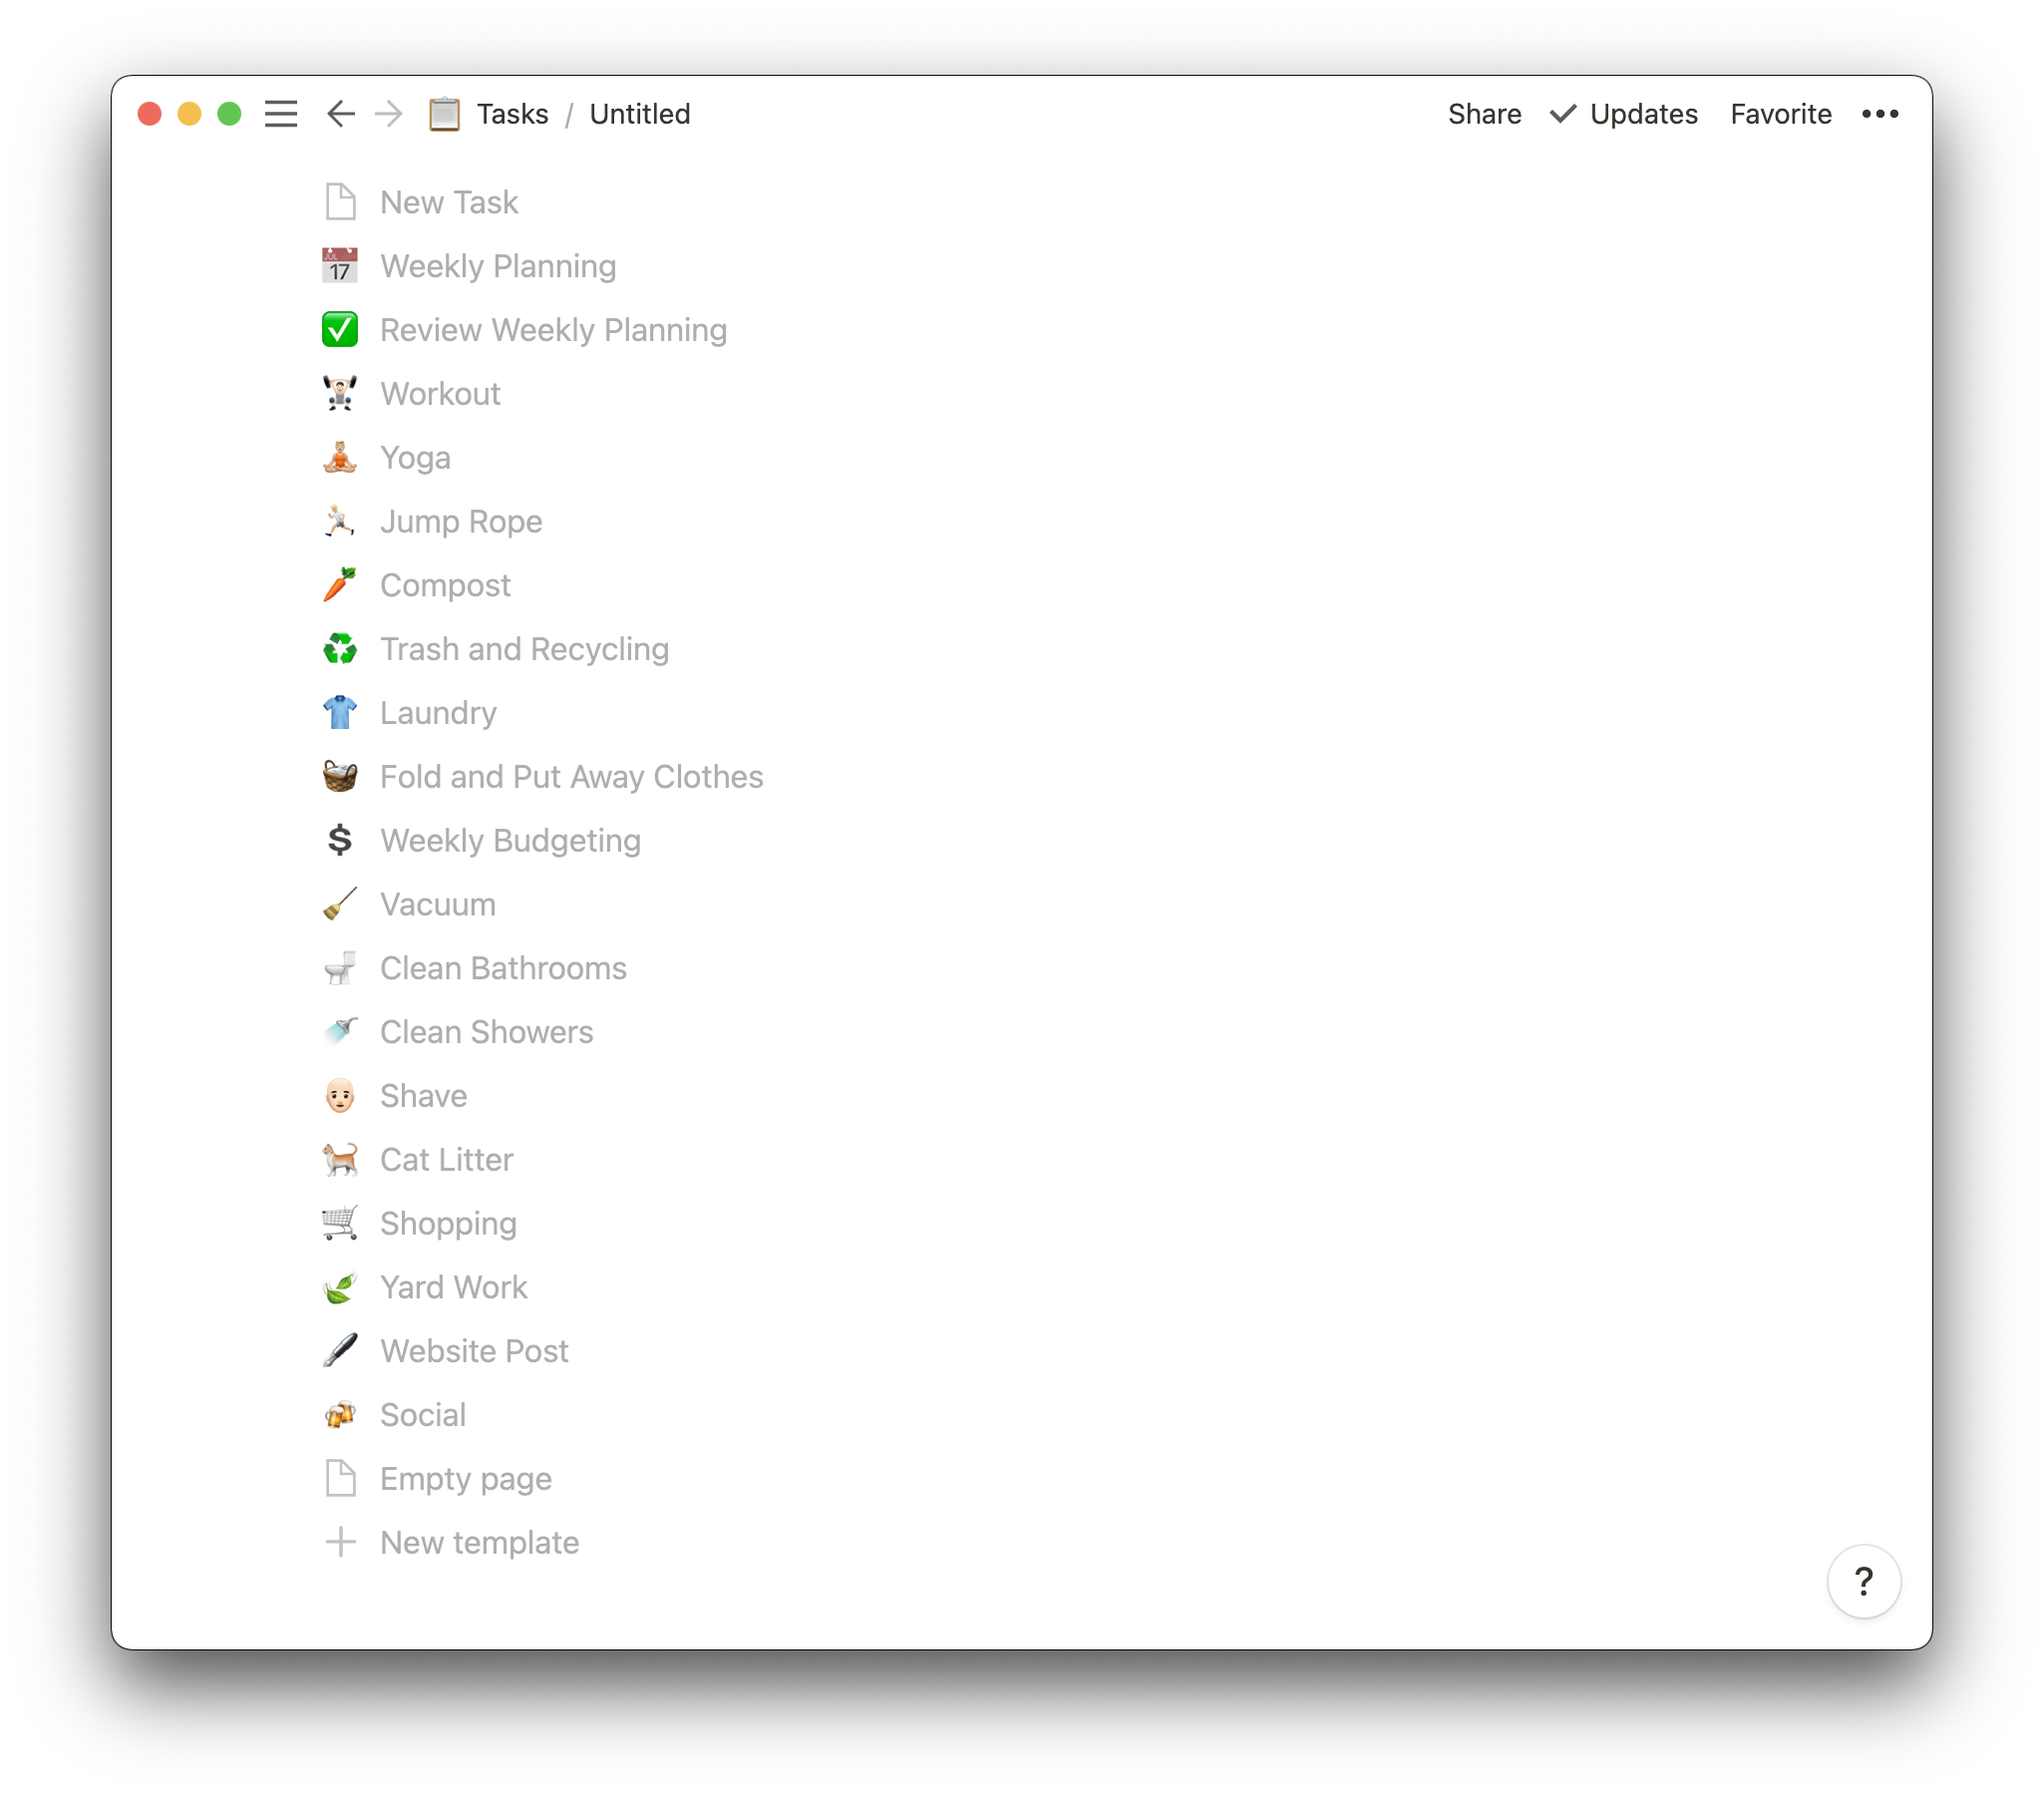 Tasks / Untitled
Share Updates Favorite •••
New Task
JUL 17 Weekly Planning
Review Weekly Planning
Workout
Yoga
Jump Rope
Compost
Trash and Recycling
Laundry
Fold and Put Away Clothes
$ Weekly Budgeting
Vacuum
Clean Bathrooms
Clean Showers
Shave
Cat Litter
Shopping
Yard Work
Website Post
Social
Empty page
+ New template
?